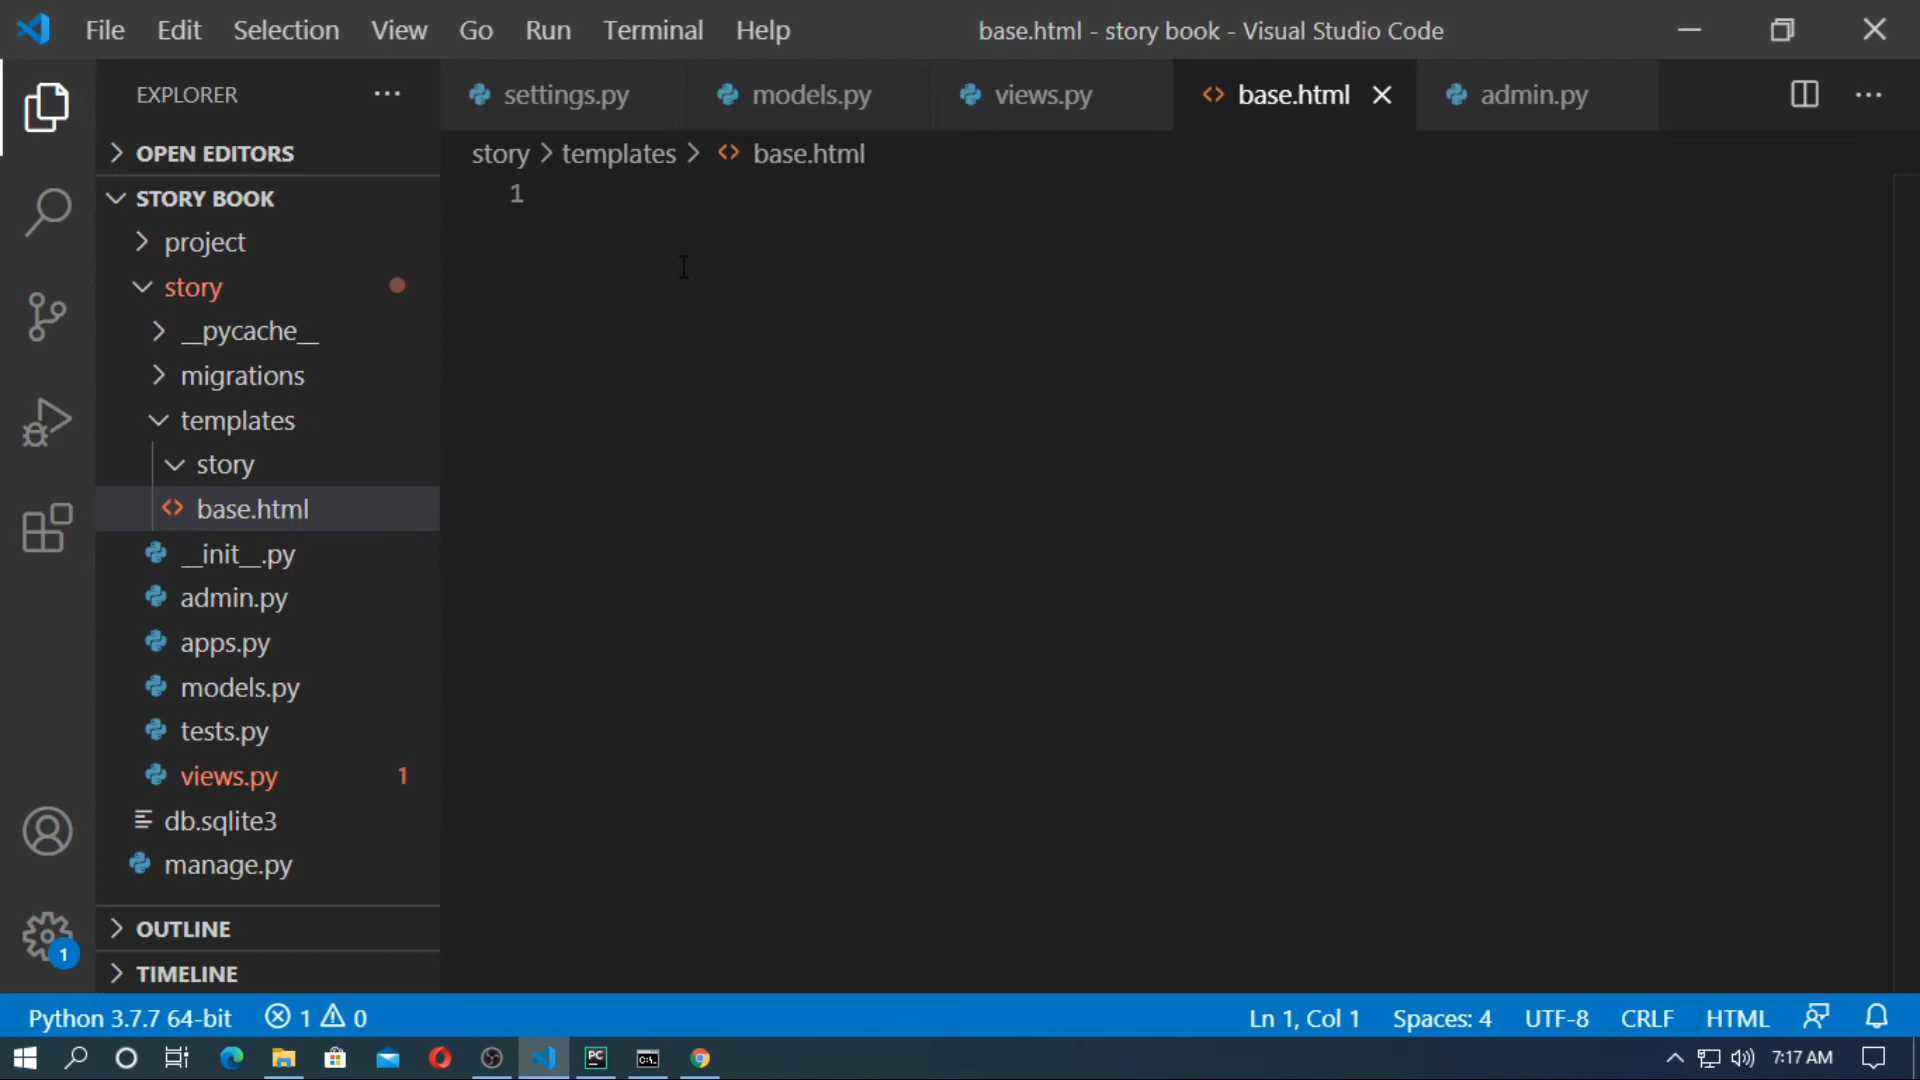 File Edit Selection View Go Run Terminal Help base.html - story book - Visual Studio Code
EXPLORER ··· settings.py models.py views.py base.html admin.py ···
OPEN EDITORS
story > templates > base.html
STORY BOOK
1
project
story
__pycache__
migrations
templates
story
base.html
__init__.py
admin.py
apps.py
models.py
tests.py
views.py 1
db.sqlite3
manage.py
OUTLINE
1
TIMELINE
Python 3.7.7 64-bit 1 0 Ln 1, Col 1 Spaces: 4 UTF-8 CRLF HTML
PC C:\. 7:17 AM